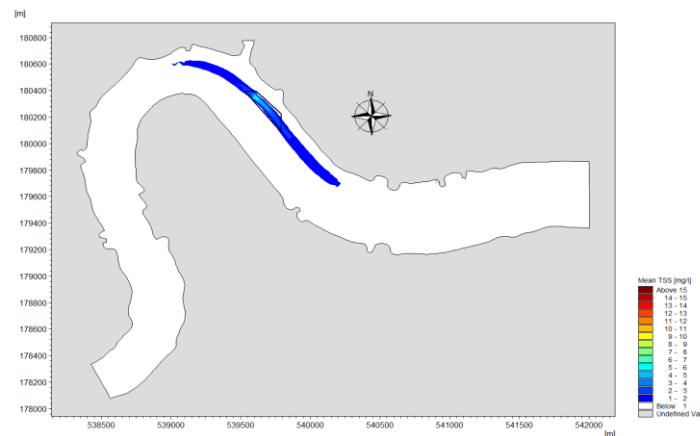 [m]
180800
180600
180400
180200
180000
179800
179600
179400
179200
179000
178800
178600
178400
178200
178000
N
538500
539000
539500
540000
540500
541000
541500
542000
[m]
Mean TSS [mg/l]
Above 15
14 - 15
13 - 14
12 - 13
11 - 12
10 - 11
9 - 10
8 - 9
7 - 8
6 - 7
5 - 6
4 - 5
3 - 4
2 - 3
1 - 2
Below 1
Undefined Va